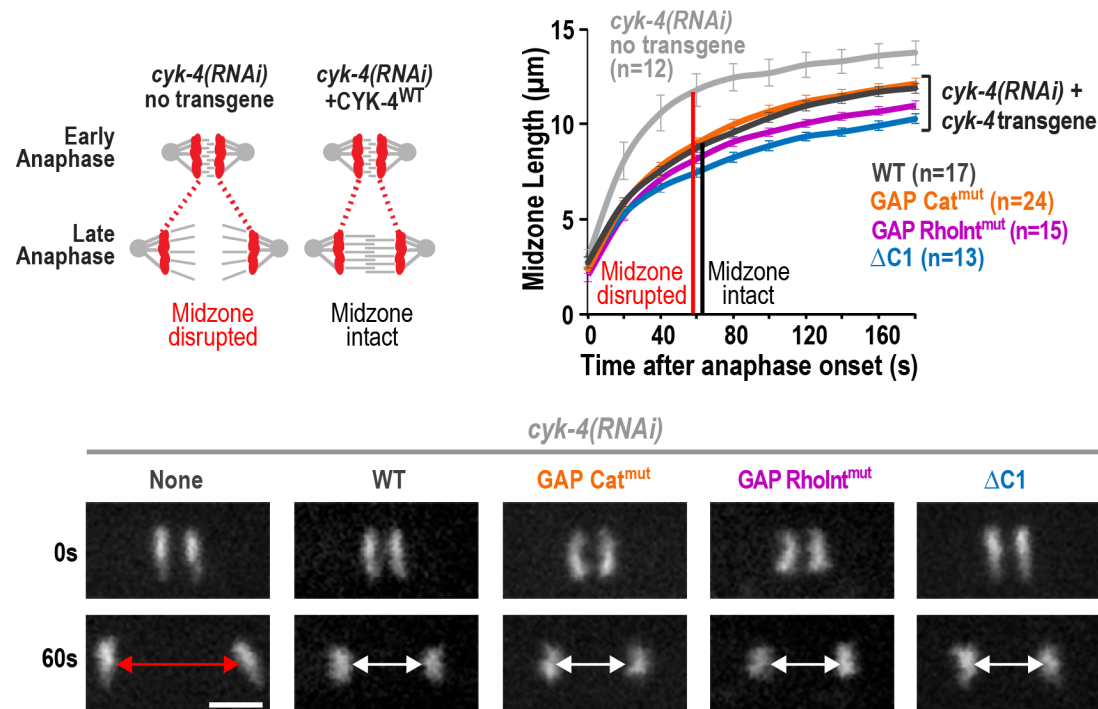 cyk-4(RNAi)
no transgene
cyk-4(RNAi)
+CYK-4WT
Early
Anaphase
Late
Anaphase
Midzone
disrupted
Midzone
intact
Midzone Length (µm)
15
10
5
0
cyk-4(RNAi)
no transgene
(n=12)
cyk-4(RNAi) +
cyk-4 transgene
WT (n=17)
GAP Catmut (n=24)
GAP RhoIntmut (n=15)
ΔC1 (n=13)
Midzone
disrupted
Midzone
intact
0 40 80 120 160
Time after anaphase onset (s)
cyk-4(RNAi)
None WT GAP Catmut GAP RhoIntmut ΔC1
0s
60s